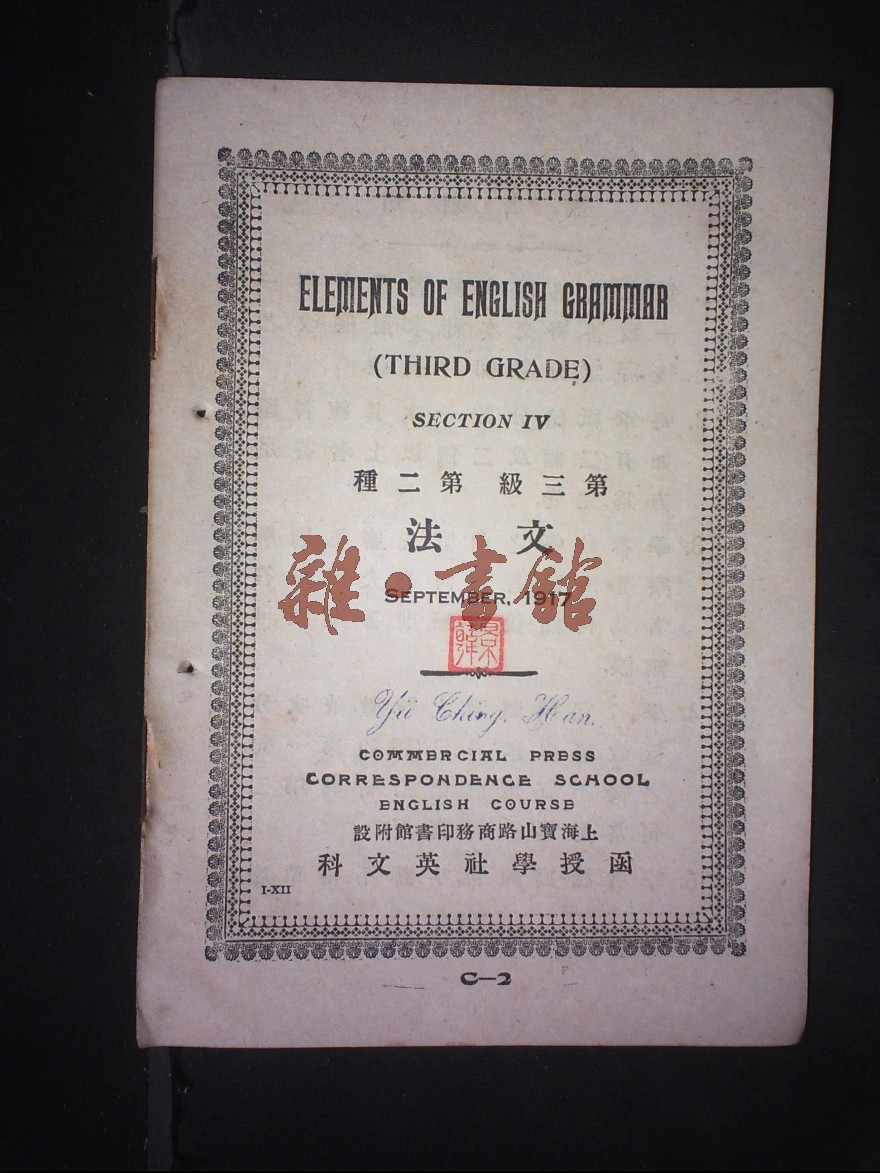 ELEMENTS OF ENGLISH GRAMMAR
(THIRD GRADE)
SECTION IV
第三級 第二種
文法
雜·書館
SEPTEMBER, 1917
Yü Ching Han.
COMMERCIAL PRESS
CORRESPONDENCE SCHOOL
ENGLISH COURSE
上海寶山路商務印書館附設
函授學社英文科
I-XII
C—2